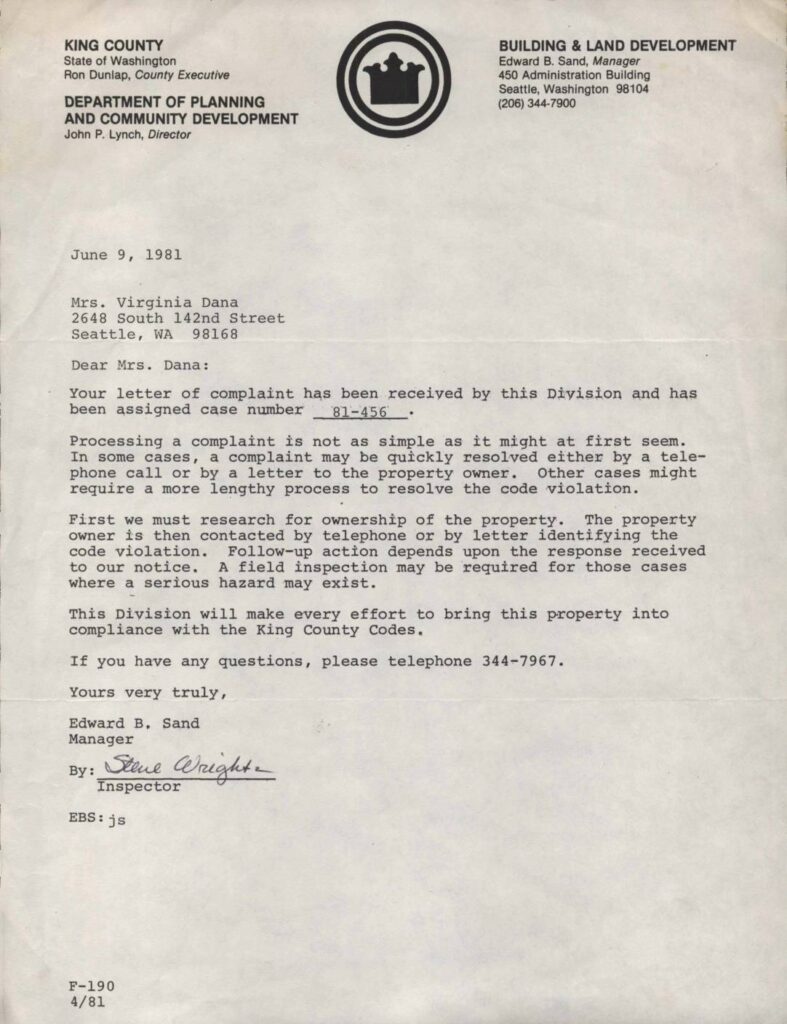 KING COUNTY
State of Washington
Ron Dunlap, County Executive
DEPARTMENT OF PLANNING
AND COMMUNITY DEVELOPMENT
John P. Lynch, Director
BUILDING & LAND DEVELOPMENT
Edward B. Sand, Manager
450 Administration Building
Seattle, Washington 98104
(206) 344-7900
June 9, 1981
Mrs. Virginia Dana
2648 South 142nd Street
Seattle, WA 98168
Dear Mrs. Dana:
Your letter of complaint has been received by this Division and has
been assigned case number 81-456 .
Processing a complaint is not as simple as it might at first seem.
In some cases, a complaint may be quickly resolved either by a tele-
phone call or by a letter to the property owner. Other cases might
require a more lengthy process to resolve the code violation.
First we must research for ownership of the property. The property
owner is then contacted by telephone or by letter identifying the
code violation. Follow-up action depends upon the response received
to our notice. A field inspection may be required for those cases
where a serious hazard may exist.
This Division will make every effort to bring this property into
compliance with the King County Codes.
If you have any questions, please telephone 344-7967.
Yours very truly,
Edward B. Sand
Manager
By: Steve Wright
Inspector
EBS:js
F-190
4/81